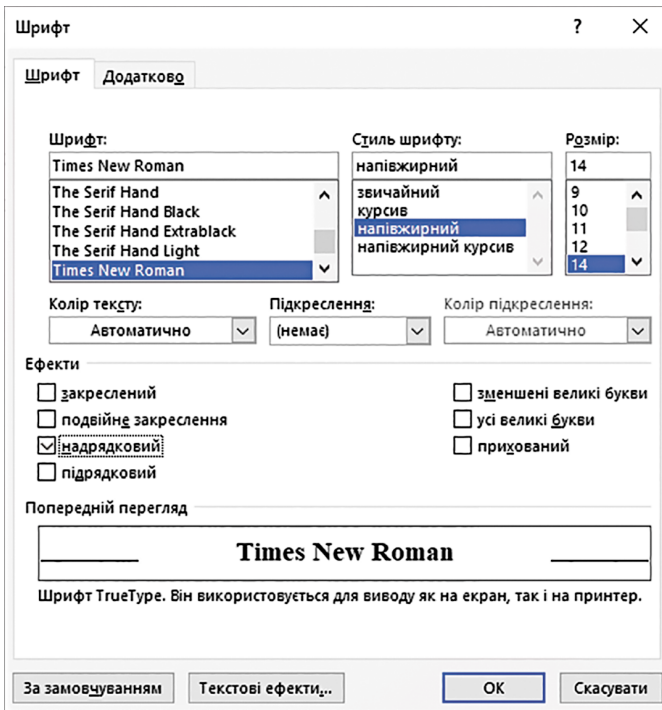 Шрифт ? ×
Шрифт Додатково
Шрифт: Стиль шрифту: Розмір:
Times New Roman напівжирний 14
The Serif Hand звичайний 9
The Serif Hand Black курсив 10
The Serif Hand Extrablack напівжирний 11
The Serif Hand Light напівжирний курсив 12
Times New Roman 14
Колір тексту: Підкреслення: Колір підкреслення:
Автоматично (немає) Автоматично
Ефекти
закреслений зменшені великі букви
подвійне закреслення усі великі букви
надрядковий прихований
підрядковий
Попередній перегляд
Times New Roman
Шрифт TrueType. Він використовується для виводу як на екран, так і на принтер.
За замовчуванням Текстові ефекти... ОК Скасувати